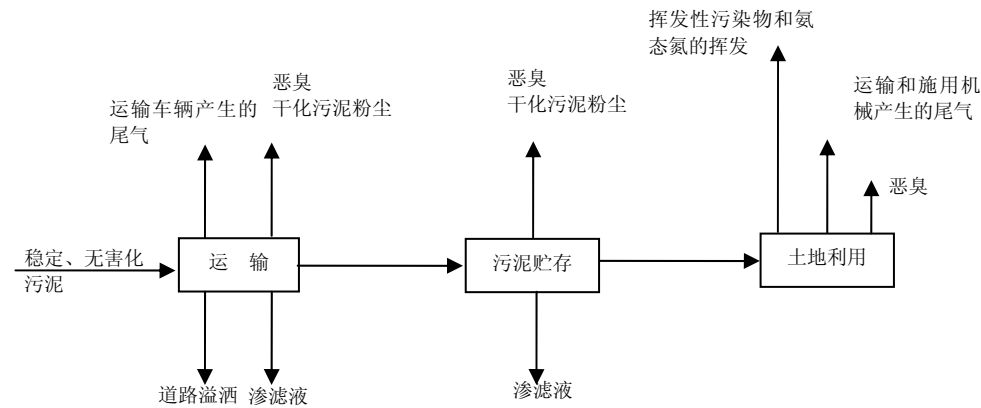 挥发性污染物和氨
态氮的挥发
运输和施用机
械产生的尾气
恶臭
恶臭
干化污泥粉尘
恶臭
干化污泥粉尘
运输车辆产生的
尾气
稳定、无害化
污泥
运 输
污泥贮存
土地利用
道路溢洒
渗滤液
渗滤液